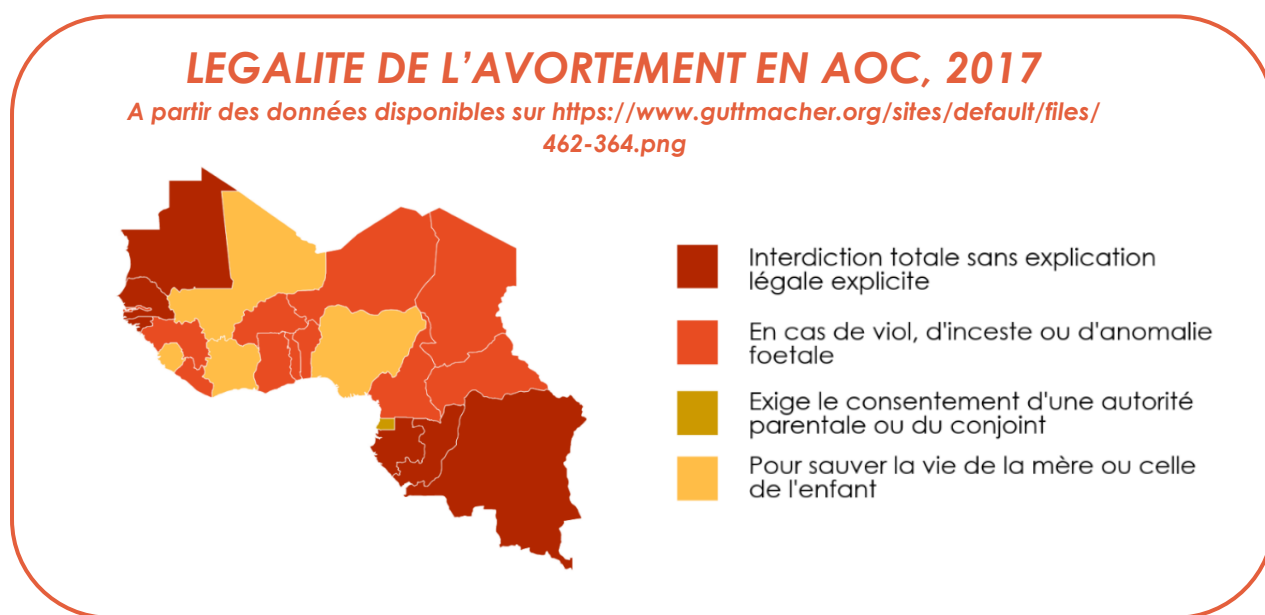 LEGALITE DE L'AVORTEMENT EN AOC, 2017
A partir des données disponibles sur https://www.guttmacher.org/sites/default/files/
462-364.png
Interdiction totale sans explication
légale explicite
En cas de viol, d'inceste ou d'anomalie
foetale
Exige le consentement d'une autorité
parentale ou du conjoint
Pour sauver la vie de la mère ou celle
de l'enfant